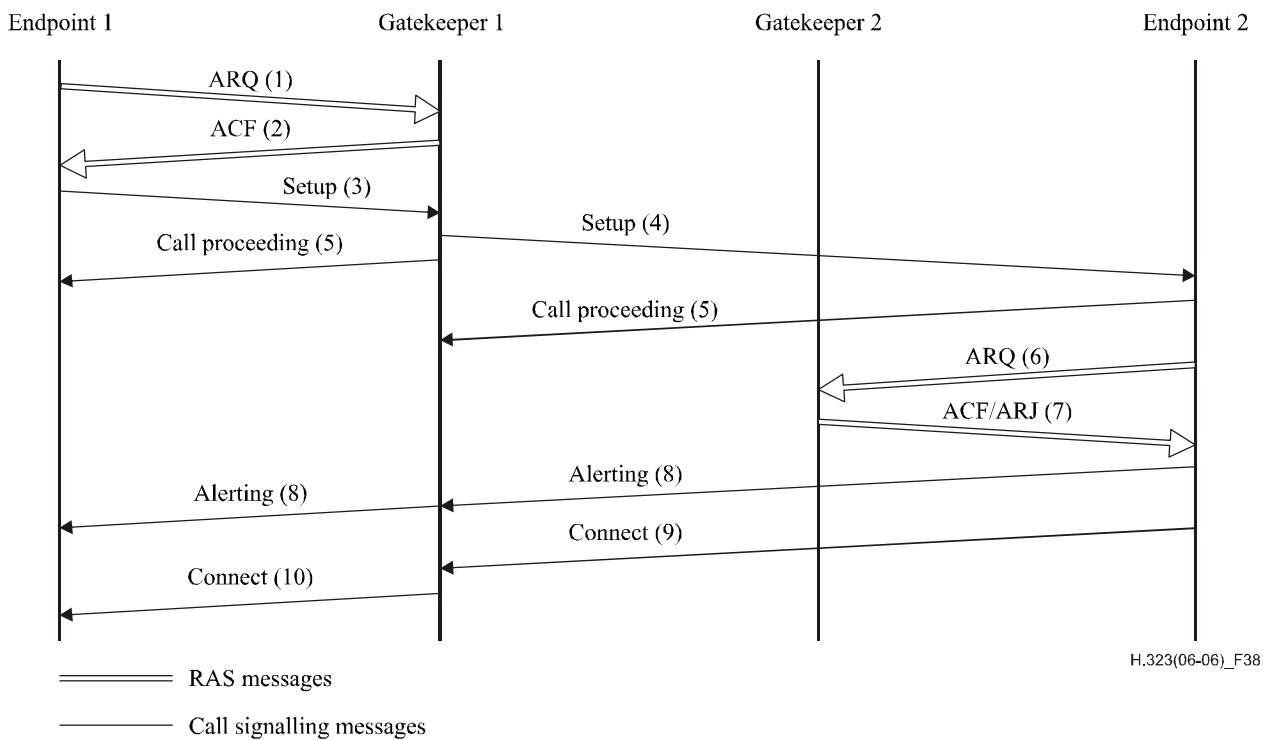 Endpoint 1
Gatekeeper 1
Gatekeeper 2
Endpoint 2
ARQ (1)
ACF (2)
Setup (3)
Setup (4)
Call proceeding (5)
Call proceeding (5)
ARQ (6)
ACF/ARJ (7)
Alerting (8)
Alerting (8)
Connect (9)
Connect (10)
H.323(06-06)_F38
RAS messages
Call signalling messages